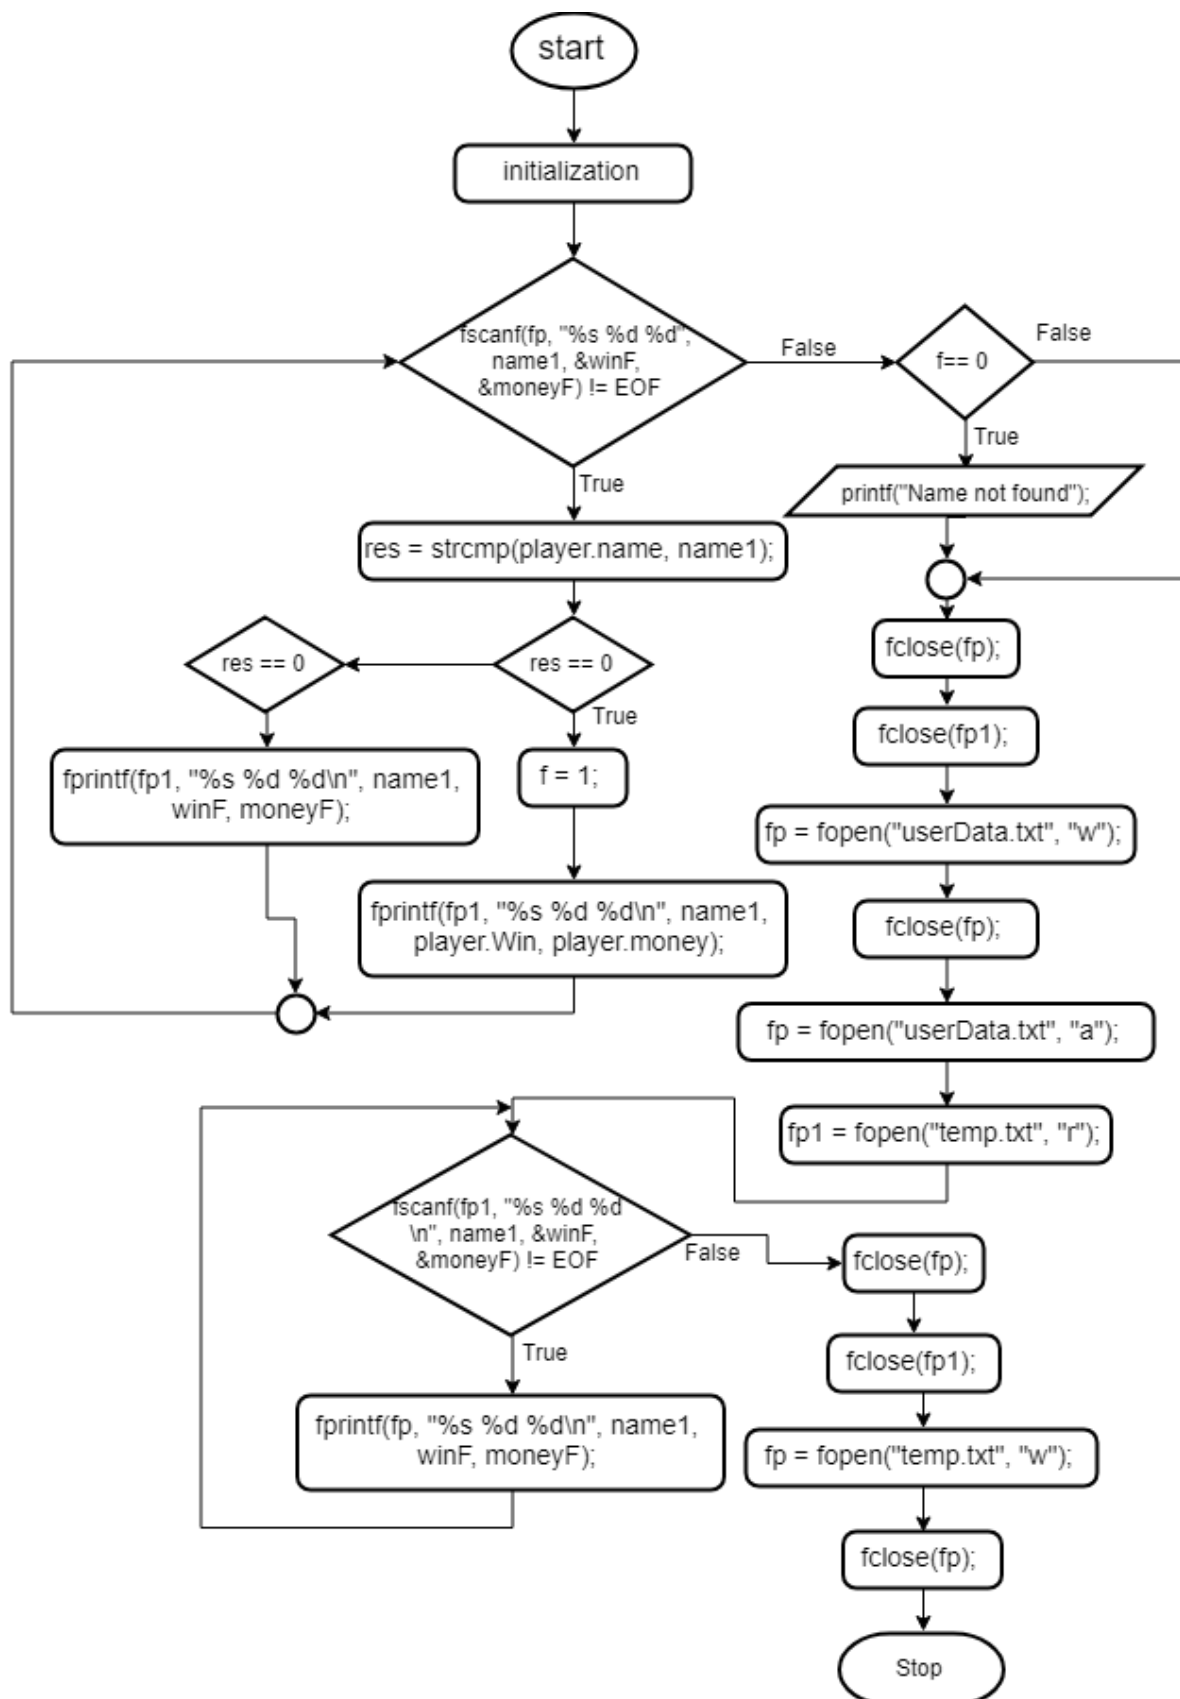 start
initialization
fscanf(fp, "%s %d %d",
name1, &winF,
&moneyF) != EOF
False
f== 0
False
True
printf("Name not found");
True
res = strcmp(player.name, name1);
res == 0
res == 0
True
fprintf(fp1, "%s %d %d\n", name1,
winF, moneyF);
f = 1;
fprintf(fp1, "%s %d %d\n", name1,
player.Win, player.money);
fclose(fp);
fclose(fp1);
fp = fopen("userData.txt", "w");
fclose(fp);
fp = fopen("userData.txt", "a");
fp1 = fopen("temp.txt", "r");
fscanf(fp1, "%s %d %d
\n", name1, &winF,
&moneyF) != EOF
False
True
fprintf(fp, "%s %d %d\n", name1,
winF, moneyF);
fclose(fp);
fclose(fp1);
fp = fopen("temp.txt", "w");
fclose(fp);
Stop